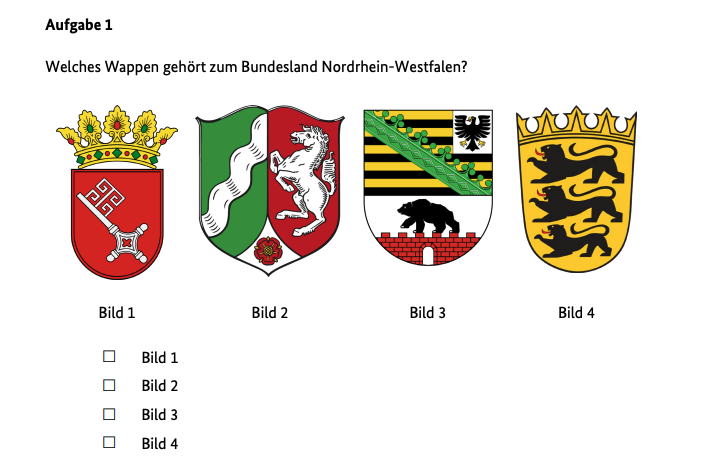 Aufgabe 1
Welches Wappen gehört zum Bundesland Nordrhein-Westfalen?
Bild 1 Bild 2 Bild 3 Bild 4
Bild 1
Bild 2
Bild 3
Bild 4